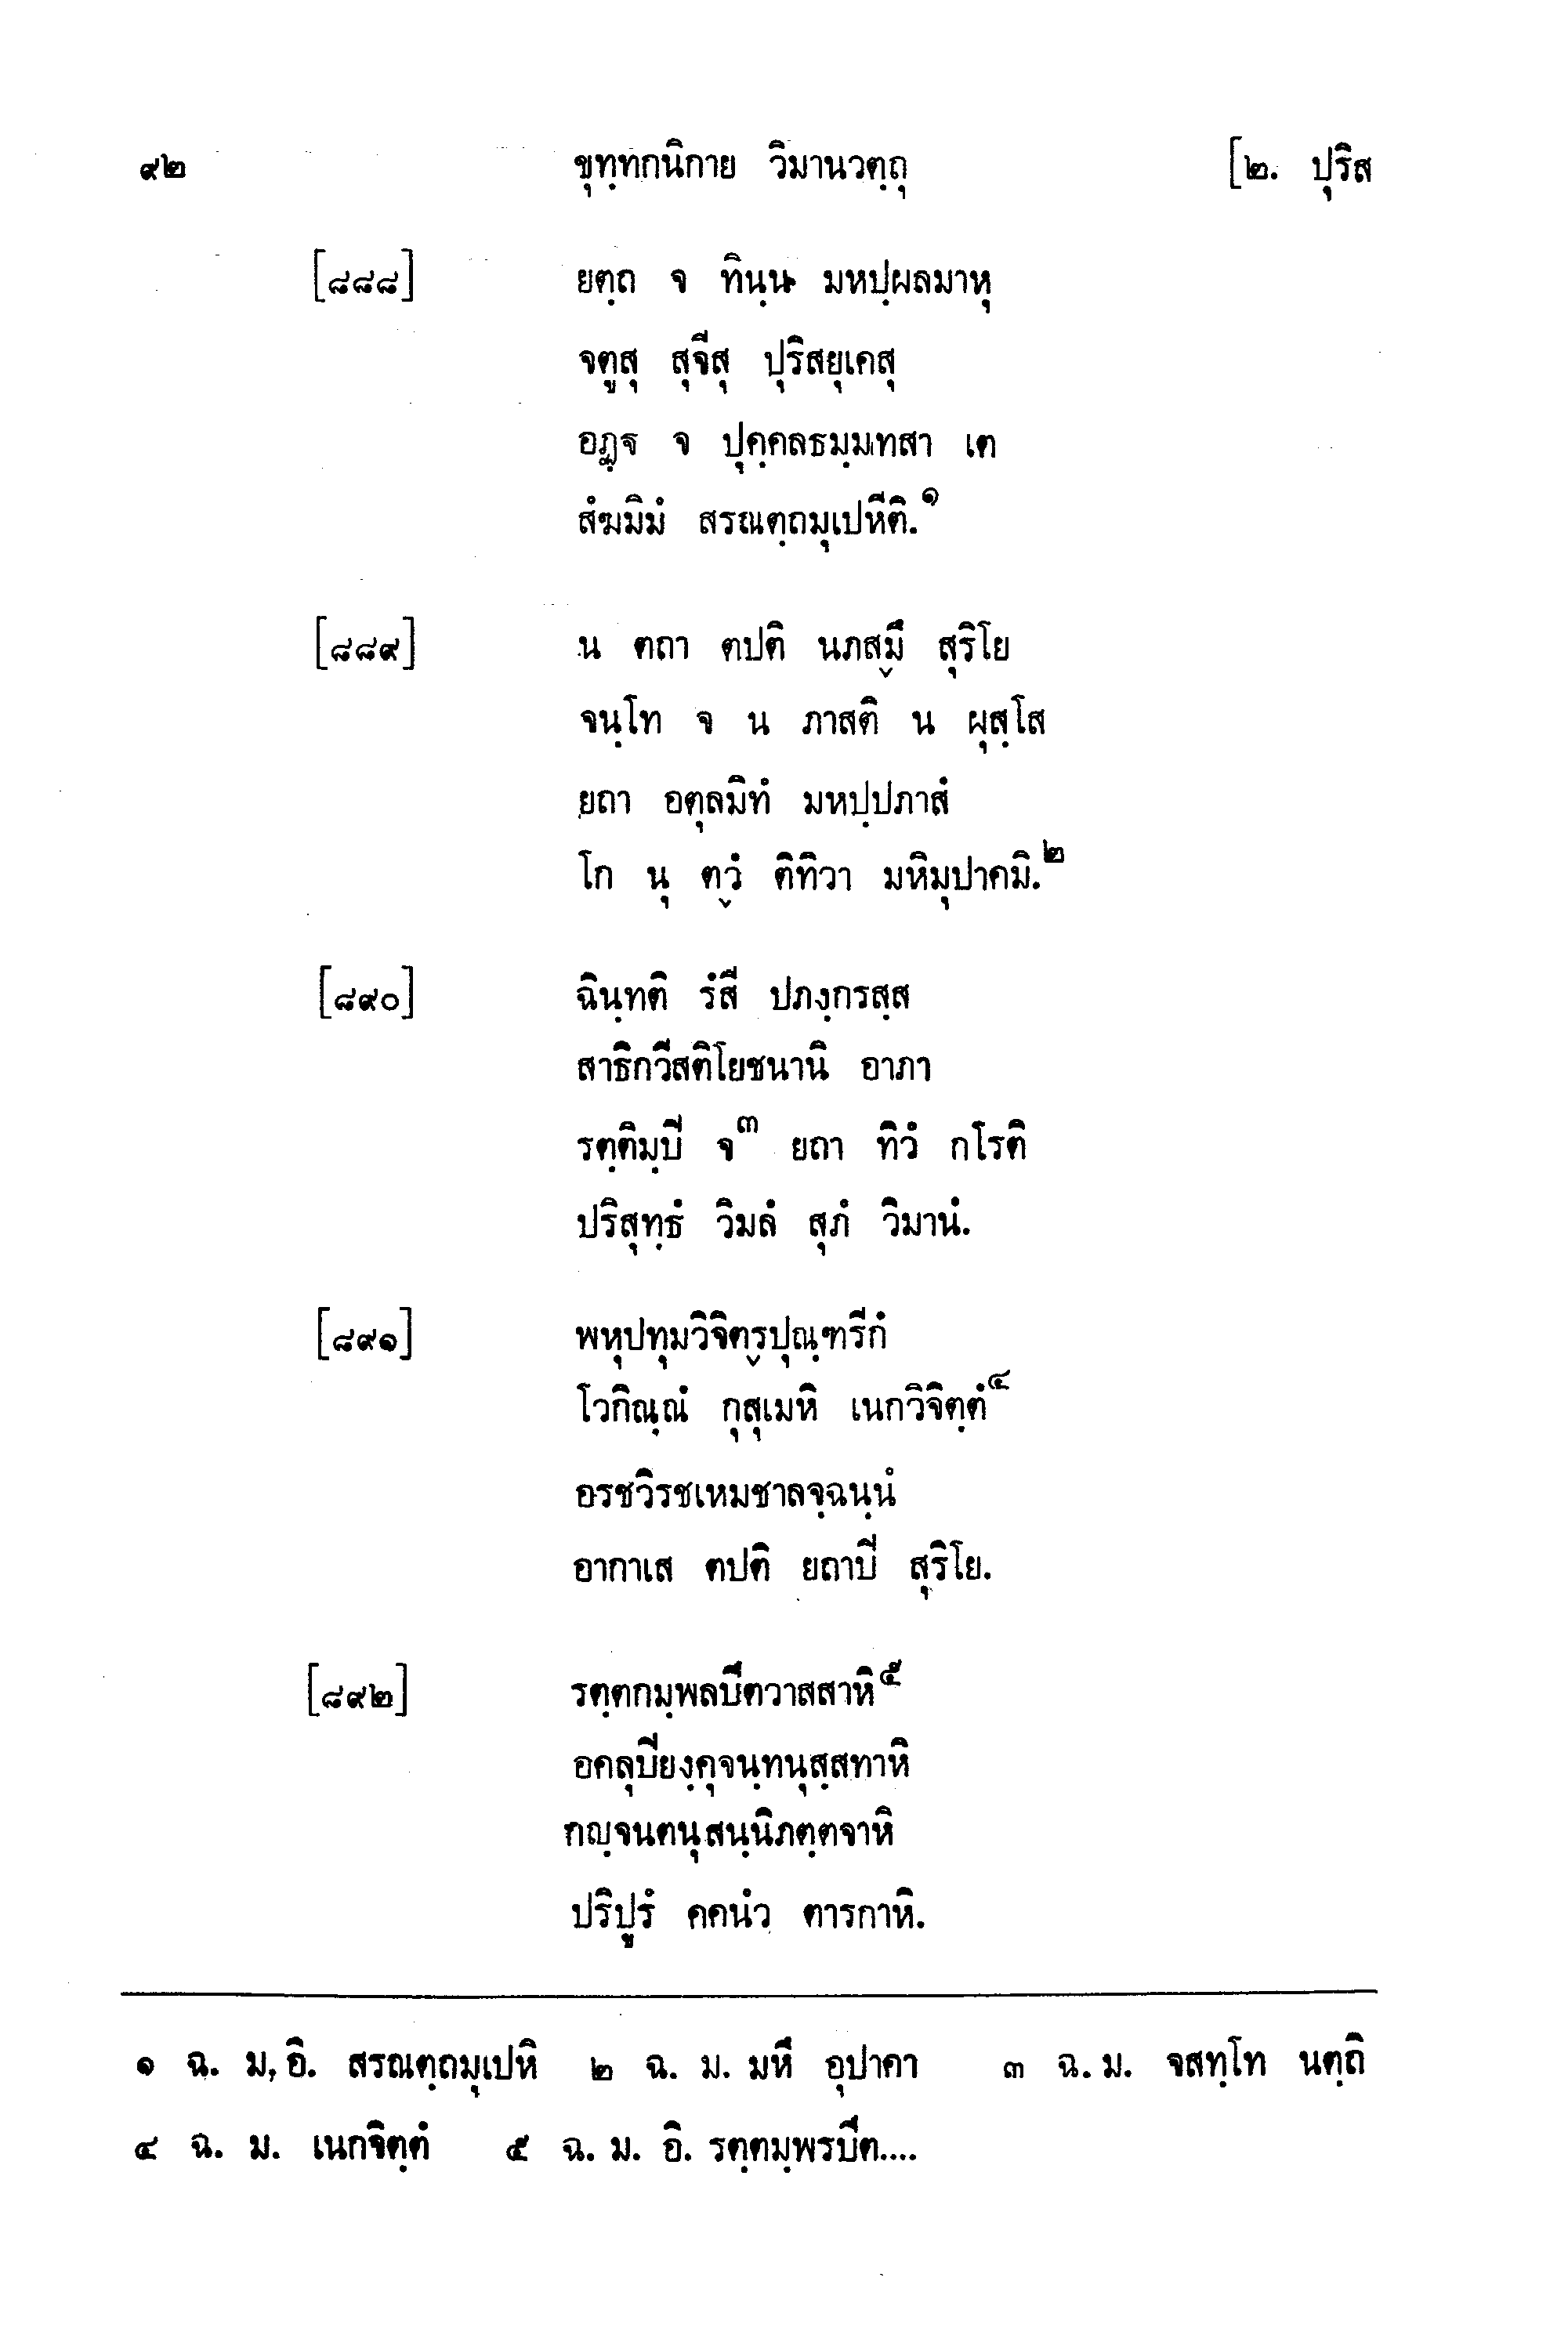 ๙๒ ขุทฺทกนิกาย วิมานวตฺถุ [๒. ปุริส
[๘๘๘] ยตฺถ จ ทินฺน มหปฺผลมาหุ
จตูสุ สุจีสุ ปุริสยุเคสุ
อฏฺฐ จ ปุคฺคลธมฺมทสา เต
สํฆมิมํ สรณตฺถมุเปหีติ.๑
[๘๘๙] น ตถา ตปติ นภสฺมึ สุริโย
จนฺโท จ น ภาสติ น ผุสฺโส
ยถา อตุลมิทํ มหปฺปภาสํ
โก นุ ตฺวํ ติทิวา มหิมุปาคมิ.๒
[๘๙๐] ฉินฺทติ รํสี ปภงฺกรสฺส
สาธิกวีสติโยชนานิ อาภา
รตฺติมฺปิ จ๓ ยถา ทิวํ กโรติ
ปริสุทฺธํ วิมลํ สุภํ วิมานํ.
[๘๙๑] พหุปทุมวิจิตฺรปุณฺฑรีกํ
โวกิณฺณํ กุสุเมหิ เนกวิจิตฺตํ๔
อรชวิรชเหมชาลจฺฉนฺนํ
อากาเส ตปติ ยถาปิ สุริโย.
[๘๙๒] รตฺตกมฺพลปีตวาสสาหิ๕
อคลุปิยงฺคุจนฺทนุสฺสทาหิ
กญฺจนตนุสนฺนิภตฺตจาหิ
ปริปูรํ คคนํว ตารกาหิ.
๑ ฉ. ม, อิ. สรณตฺถมุเปหิ ๒ ฉ. ม. มหึ อุปาคา ๓ ฉ. ม. จสทฺโท นตฺถิ
๔ ฉ. ม. เนกจิตฺตํ ๕ ฉ. ม. อิ. รตฺตมฺพรปีต....